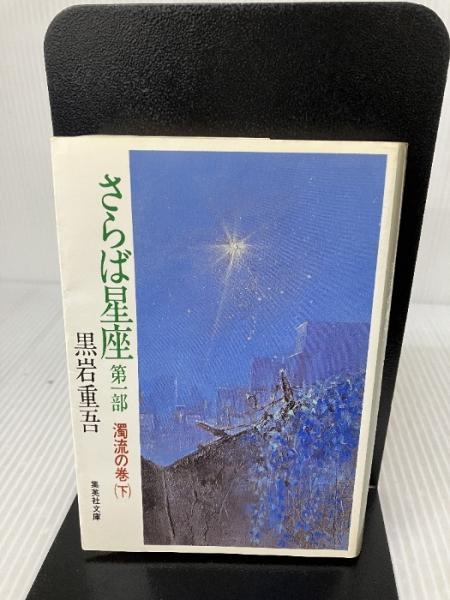 さらば星座
第一部
濁流の巻(下)
黒岩重吾
集英社文庫